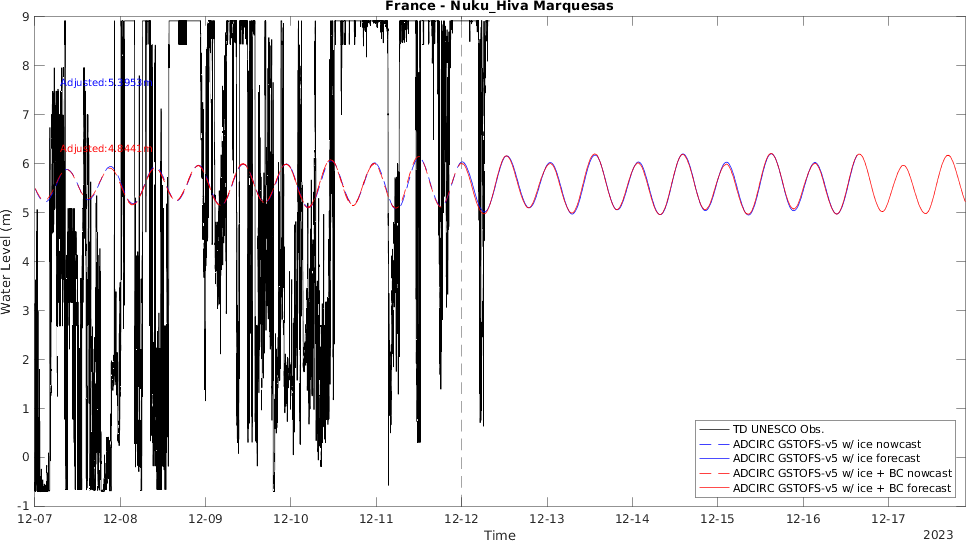 France - Nuku_Hiva Marquesas
9
8
7
6
5
4
3
2
1
0
-1
Water Level (m)
Adjusted:5.3953m
Adjusted:4.8441m
TD UNESCO Obs.
ADCIRC GSTOFS-v5 w/ ice nowcast
ADCIRC GSTOFS-v5 w/ ice forecast
ADCIRC GSTOFS-v5 w/ ice + BC nowcast
ADCIRC GSTOFS-v5 w/ ice + BC forecast
12-07 12-08 12-09 12-10 12-11 12-12 12-13 12-14 12-15 12-16 12-17
Time
2023